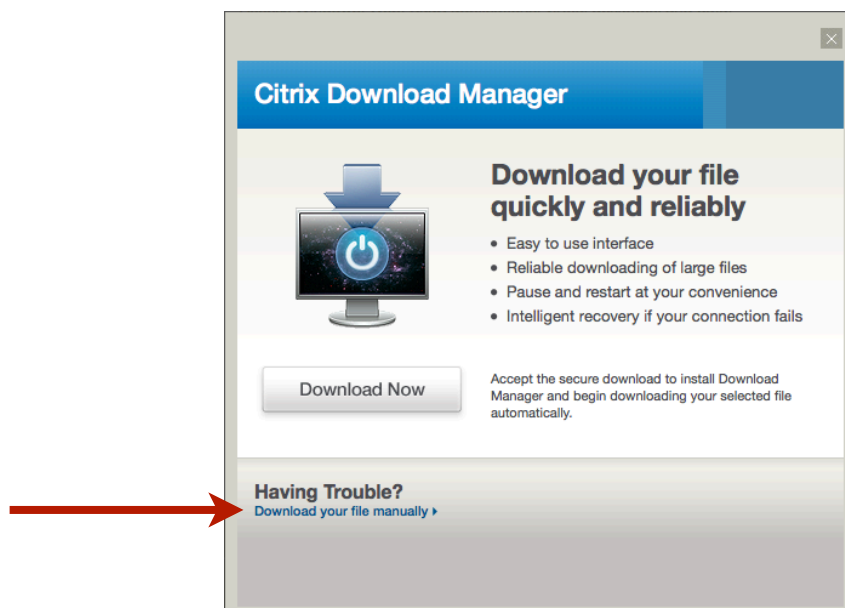 Citrix Download Manager
Download your file
quickly and reliably
• Easy to use interface
• Reliable downloading of large files
• Pause and restart at your convenience
• Intelligent recovery if your connection fails
Download Now
Accept the secure download to install Download
Manager and begin downloading your selected file
automatically.
Having Trouble?
Download your file manually